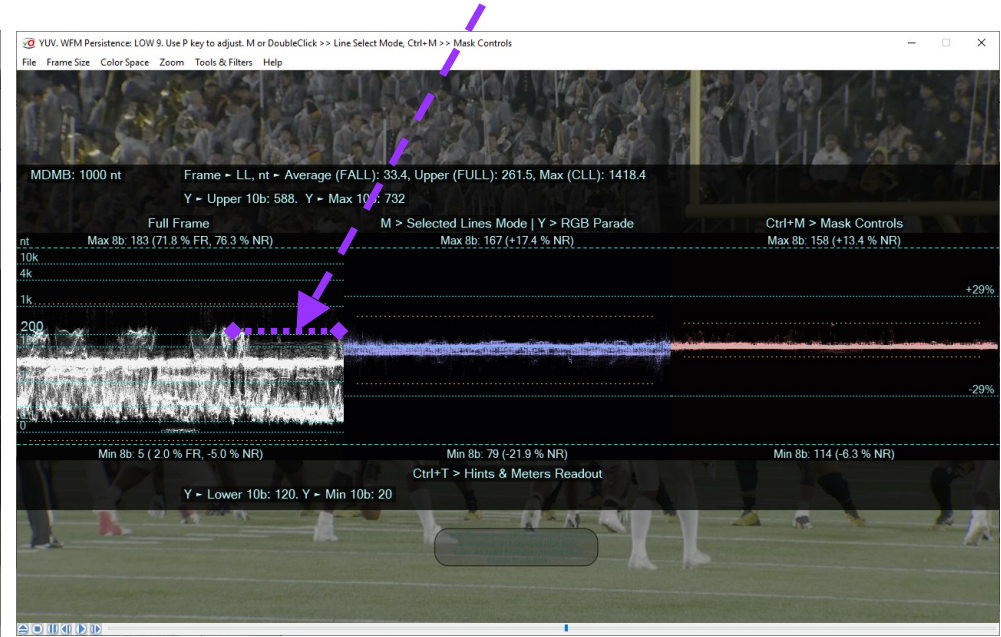 YUV. WFM Persistence: LOW 9. Use P key to adjust. M or DoubleClick >> Line Select Mode, Ctrl+M >> Mask Controls
File Frame Size Color Space Zoom Tools & Filters Help
MDMB: 1000 nt Frame ► LL, nt ► Average (FALL): 33.4, Upper (FULL): 261.5, Max (CLL): 1418.4
Y ► Upper 10b: 588. Y ► Max 10b: 732
Full Frame M > Selected Lines Mode | Y > RGB Parade Ctrl+M > Mask Controls
nt Max 8b: 183 (71.8 % FR, 76.3 % NR) Max 8b: 167 (+17.4 % NR) Max 8b: 158 (+13.4 % NR)
10k
4k
+29%
1k
200
-29%
0
Min 8b: 5 ( 2.0 % FR, -5.0 % NR) Min 8b: 79 (-21.9 % NR) Min 8b: 114 (-6.3 % NR)
Ctrl+T > Hints & Meters Readout
Y ► Lower 10b: 120. Y ► Min 10b: 20